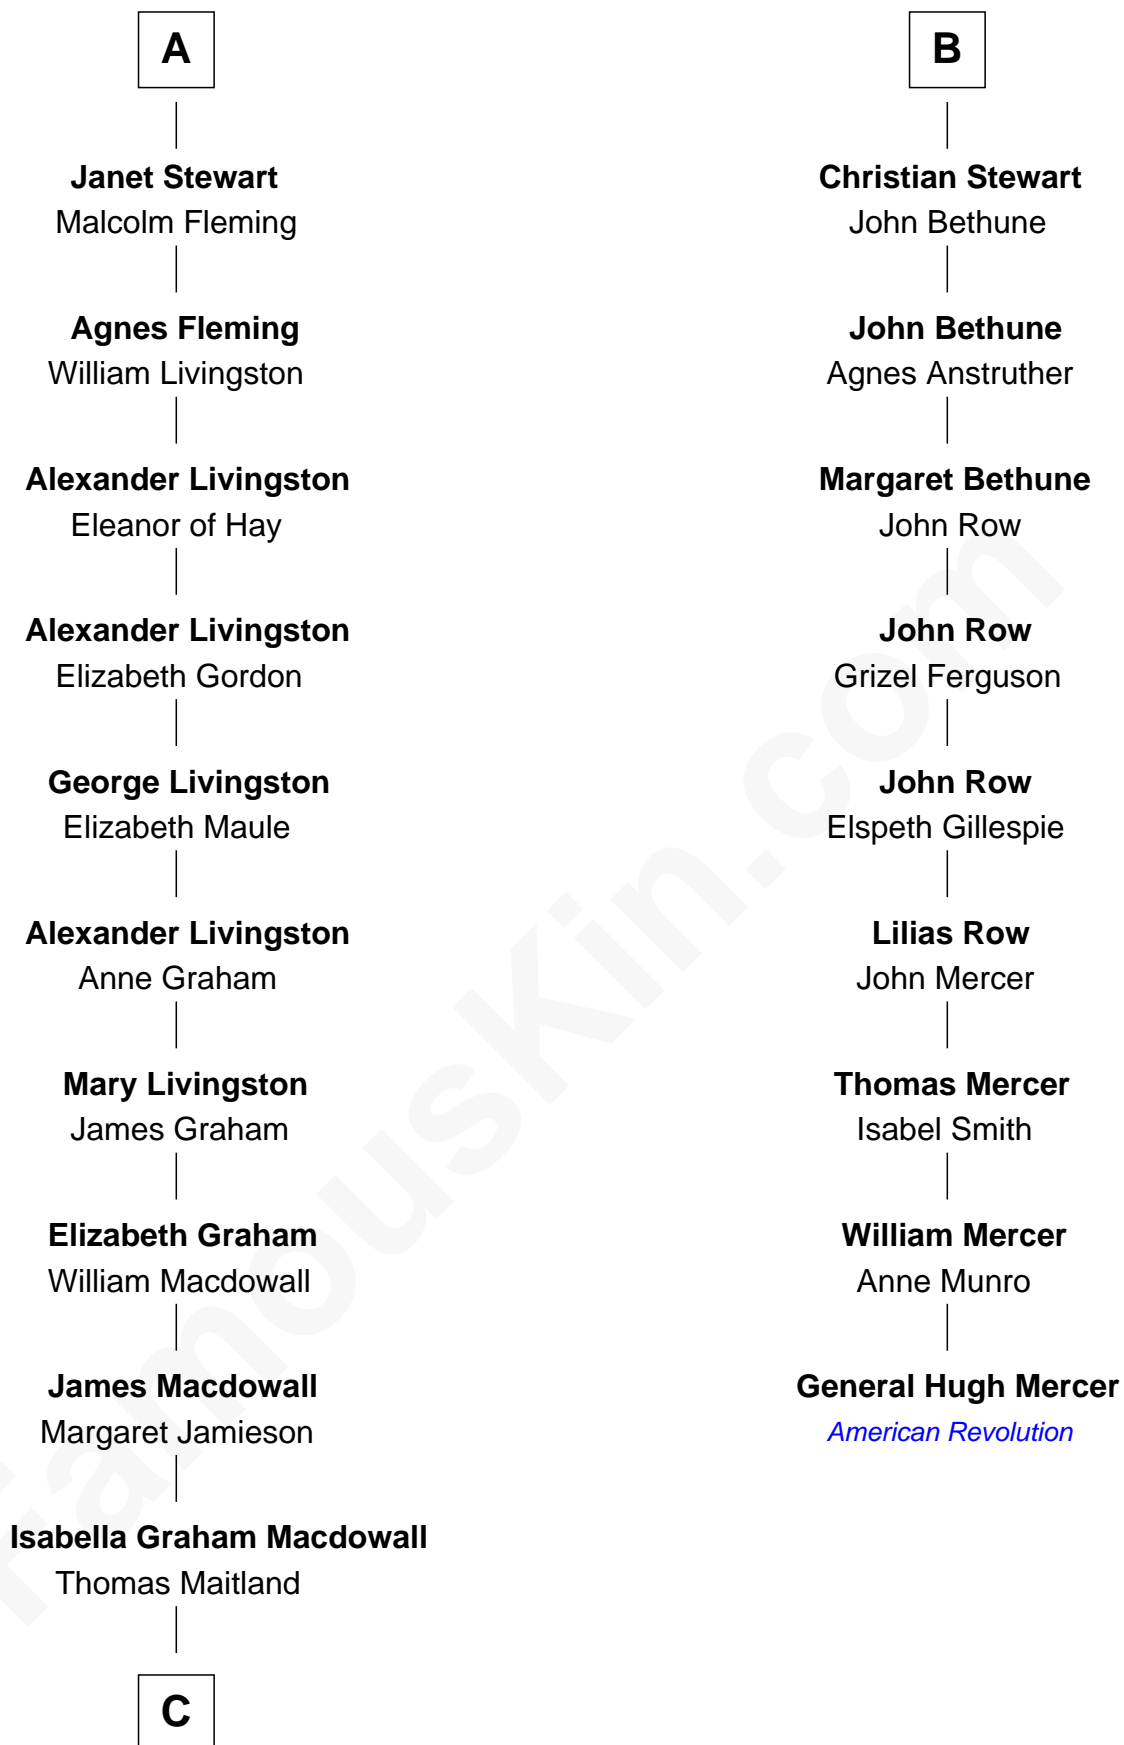 A
Janet Stewart
Malcolm Fleming
Agnes Fleming
William Livingston
Alexander Livingston
Eleanor of Hay
Alexander Livingston
Elizabeth Gordon
George Livingston
Elizabeth Maule
Alexander Livingston
Anne Graham
Mary Livingston
James Graham
Elizabeth Graham
William Macdowall
James Macdowall
Margaret Jamieson
Isabella Graham Macdowall
Thomas Maitland
C
B
Christian Stewart
John Bethune
John Bethune
Agnes Anstruther
Margaret Bethune
John Row
John Row
Grizel Ferguson
John Row
Elspeth Gillespie
Lilias Row
John Mercer
Thomas Mercer
Isabel Smith
William Mercer
Anne Munro
General Hugh Mercer
American Revolution
FamousKin.com